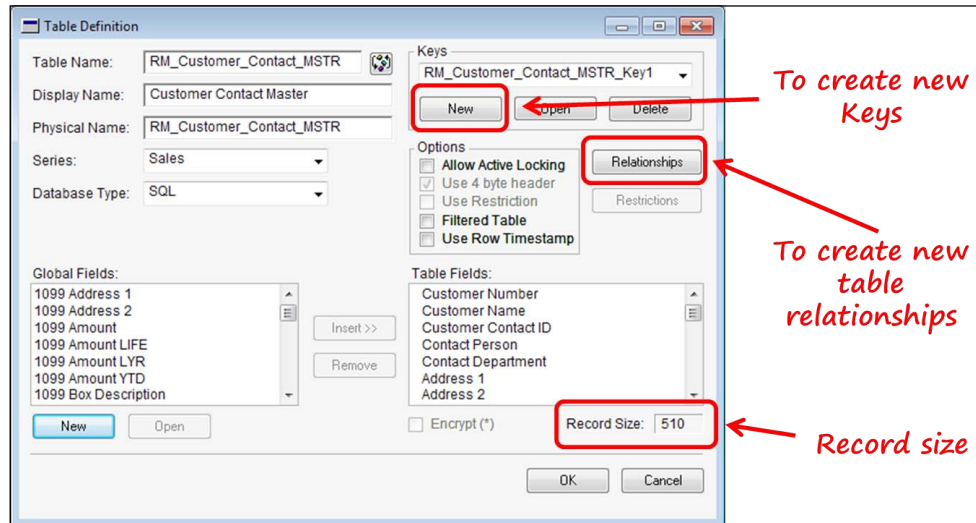 Table Definition
Table Name:
RM_Customer_Contact_MSTR
Display Name:
Customer Contact Master
Physical Name:
RM_Customer_Contact_MSTR
Series:
Sales
Database Type:
SQL
Keys
RM_Customer_Contact_MSTR_Key1
New
Open
Delete
To create new
Keys
Options
Allow Active Locking
Use 4 byte header
Use Restriction
Filtered Table
Use Row Timestamp
Relationships
Restrictions
To create new
table
relationships
Global Fields:
1099 Address 1
1099 Address 2
1099 Amount
1099 Amount LIFE
1099 Amount LYR
1099 Amount YTD
1099 Box Description
Insert >>
Remove
Table Fields:
Customer Number
Customer Name
Customer Contact ID
Contact Person
Contact Department
Address 1
Address 2
New
Open
Encrypt (*)
Record Size: 510
Record size
OK
Cancel